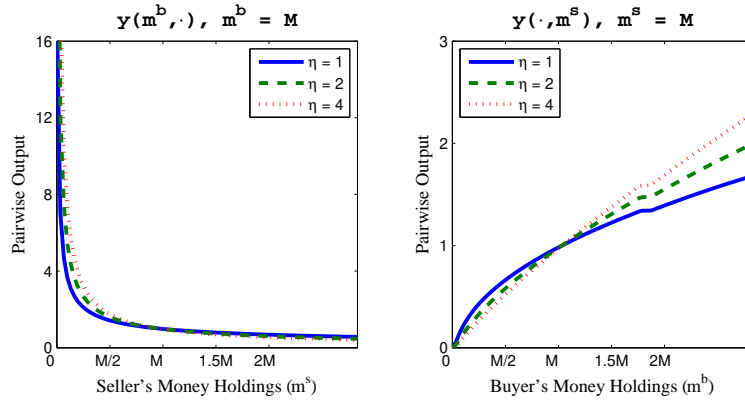 y(m^b,·), m^b = M
16
12
8
4
0
Pairwise Output
η = 1
η = 2
η = 4
M/2
M
1.5M
2M
Seller's Money Holdings (m^s)
y(·,m^s), m^s = M
3
2
1
0
Pairwise Output
η = 1
η = 2
η = 4
0
M/2
M
1.5M
2M
Buyer's Money Holdings (m^b)